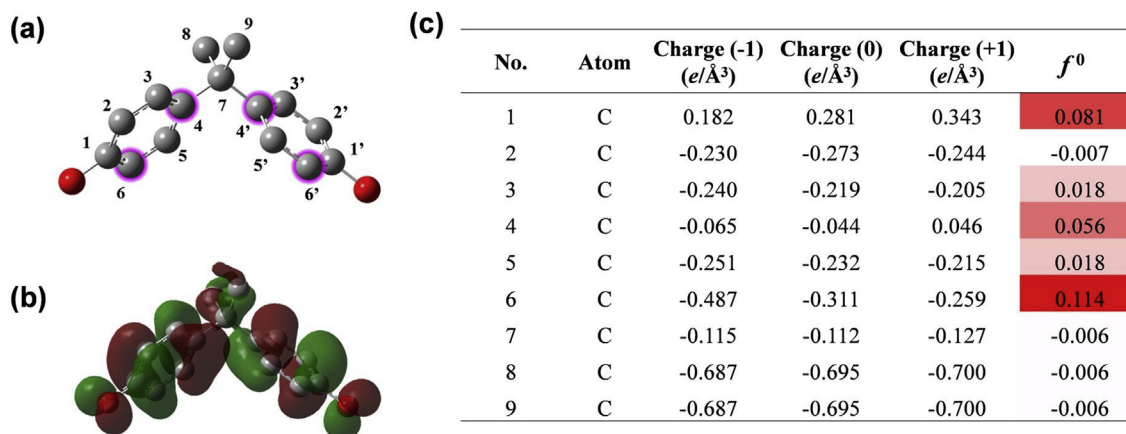 (a)
8
9
3
3'
2
7
2'
4
4'
1
5
5'
1'
6
6'
(b)
(c)
No. Atom Charge (-1) (e/Å³) Charge (0) (e/Å³) Charge (+1) (e/Å³) f⁰
1 C 0.182 0.281 0.343 0.081
2 C -0.230 -0.273 -0.244 -0.007
3 C -0.240 -0.219 -0.205 0.018
4 C -0.065 -0.044 0.046 0.056
5 C -0.251 -0.232 -0.215 0.018
6 C -0.487 -0.311 -0.259 0.114
7 C -0.115 -0.112 -0.127 -0.006
8 C -0.687 -0.695 -0.700 -0.006
9 C -0.687 -0.695 -0.700 -0.006